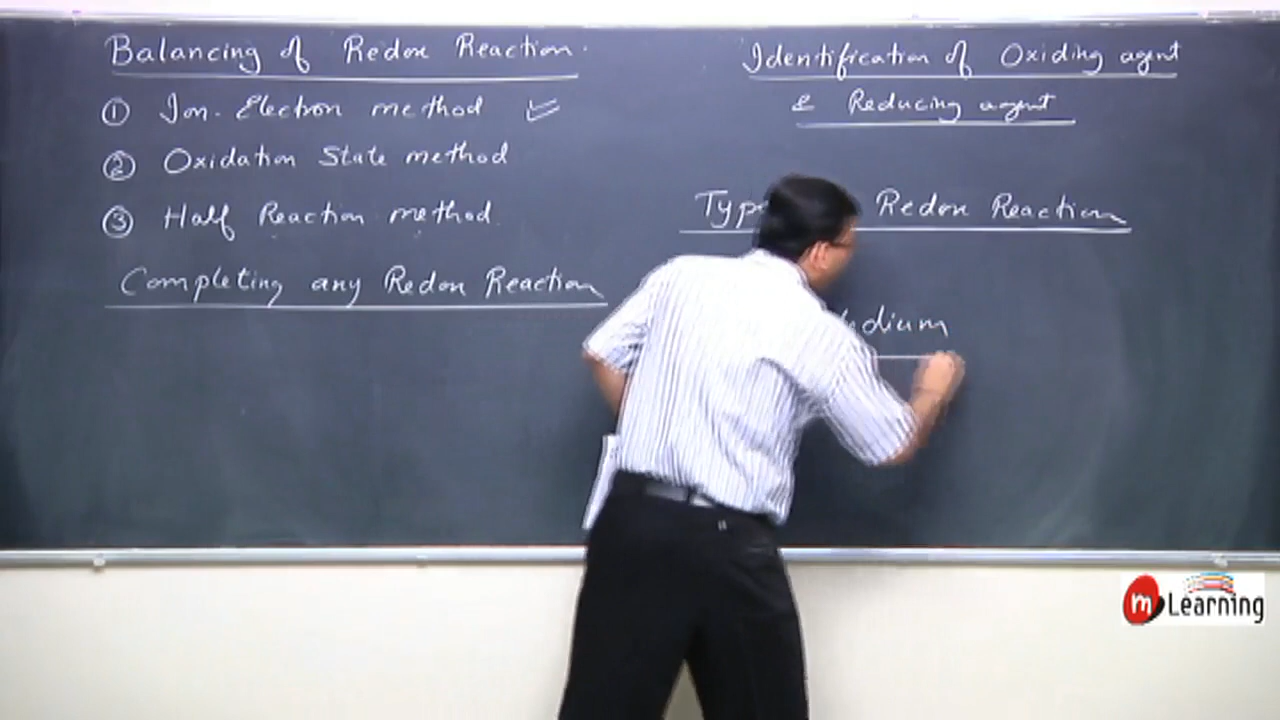 Balancing of Redox Reaction.
① Ion. Electron method
② Oxidation State method
③ Half Reaction method
Completing any Redox Reaction
Identification of Oxiding agent
& Reducing agent
Redox Reaction
m Learning